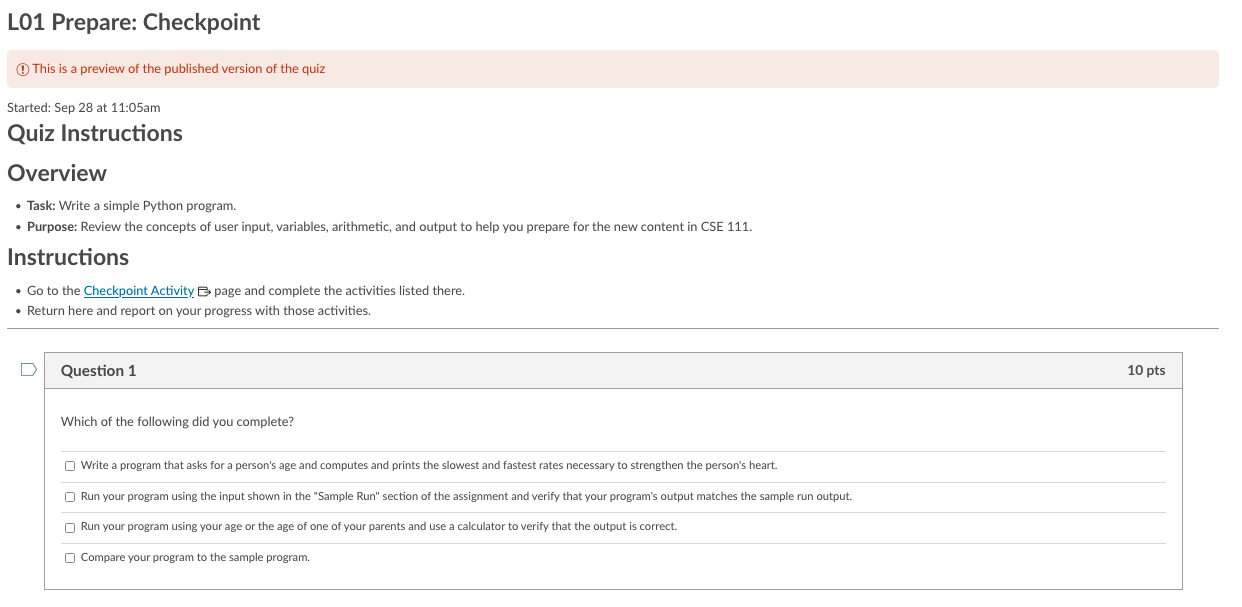 L01 Prepare: Checkpoint
This is a preview of the published version of the quiz
Started: Sep 28 at 11:05am
Quiz Instructions
Overview
• Task: Write a simple Python program.
• Purpose: Review the concepts of user input, variables, arithmetic, and output to help you prepare for the new content in CSE 111.
Instructions
• Go to the Checkpoint Activity page and complete the activities listed there.
• Return here and report on your progress with those activities.
Question 1 10 pts
Which of the following did you complete?
Write a program that asks for a person's age and computes and prints the slowest and fastest rates necessary to strengthen the person's heart.
Run your program using the input shown in the "Sample Run" section of the assignment and verify that your program's output matches the sample run output.
Run your program using your age or the age of one of your parents and use a calculator to verify that the output is correct.
Compare your program to the sample program.